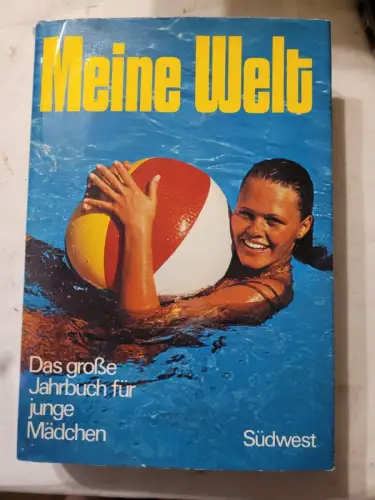 Meine Welt
Das große
Jahrbuch für
junge
Mädchen
Südwest